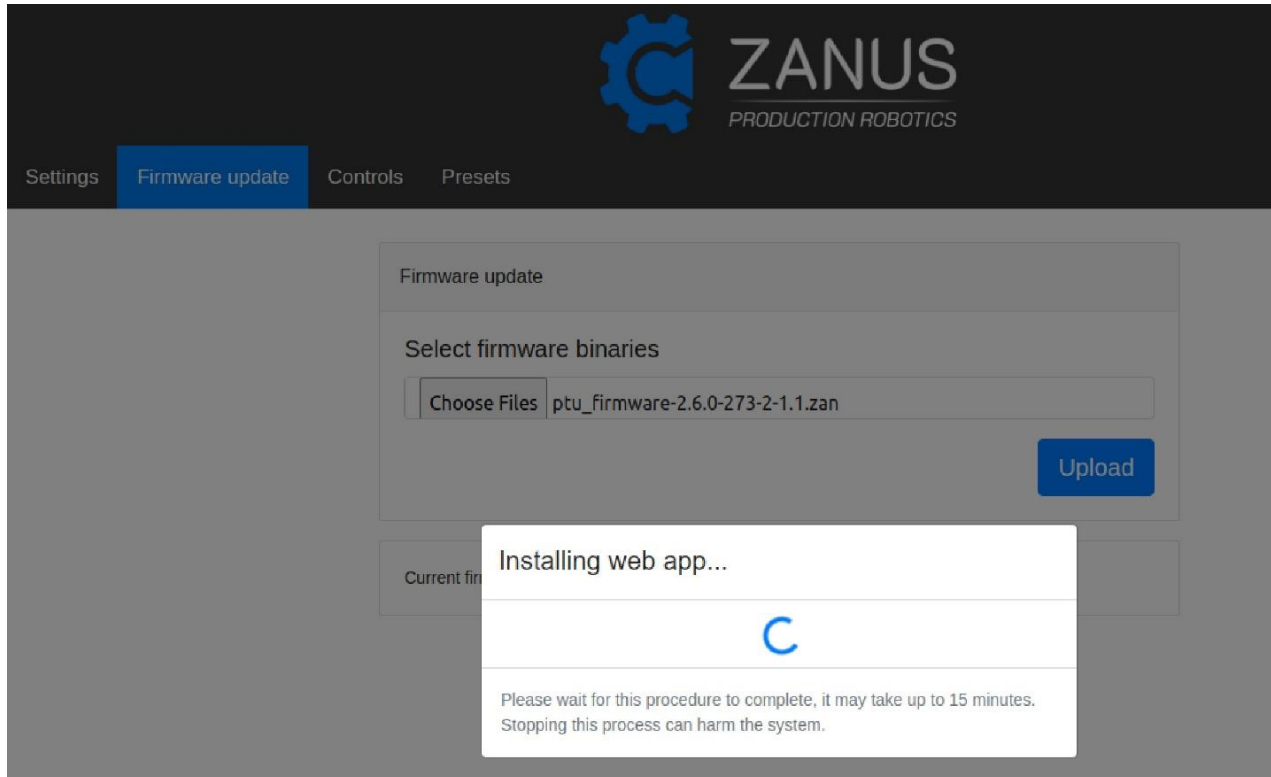 ZANUS
PRODUCTION ROBOTICS
Settings Firmware update Controls Presets
Firmware update
Select firmware binaries
Choose Files ptu_firmware-2.6.0-273-2-1.1.zan
Upload
Current fir
Installing web app...
Please wait for this procedure to complete, it may take up to 15 minutes.
Stopping this process can harm the system.